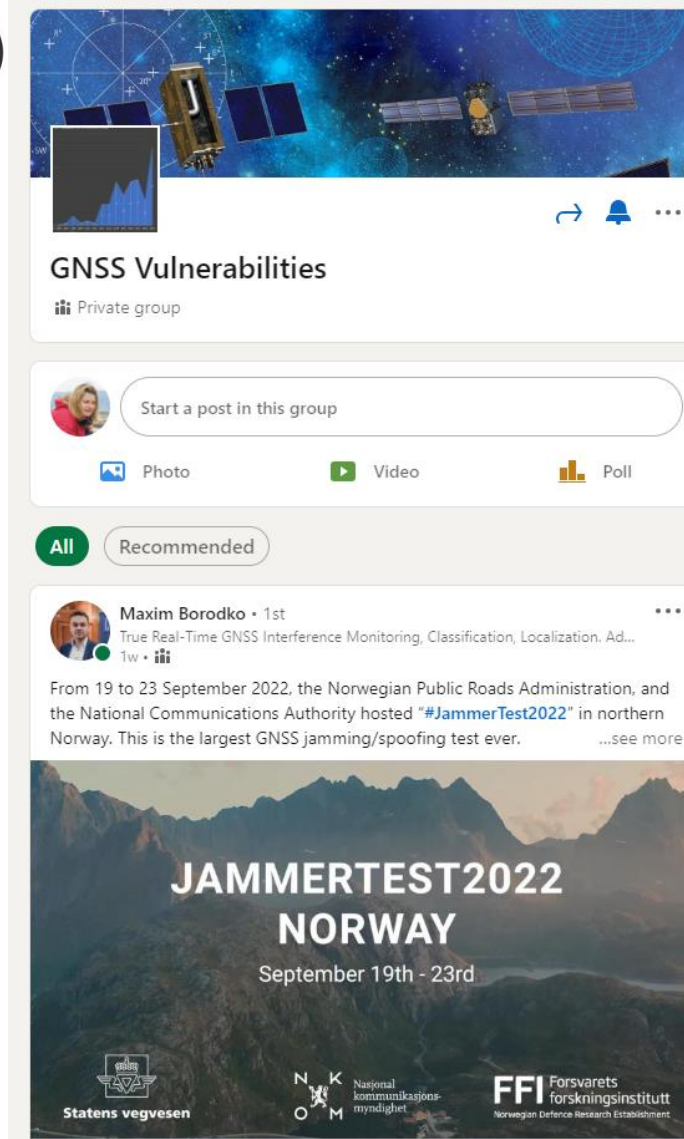 GNSS Vulnerabilities
Private group
Start a post in this group
Photo
Video
Poll
All
Recommended
Maxim Borodko • 1st
True Real-Time GNSS Interference Monitoring, Classification, Localization. Ad...
1w •
From 19 to 23 September 2022, the Norwegian Public Roads Administration, and
the National Communications Authority hosted "#JammerTest2022" in northern
Norway. This is the largest GNSS jamming/spoofing test ever. ...see more
JAMMERTEST2022
NORWAY
September 19th - 23rd
Statens vegvesen
N K
O M
Nasjonal
kommunikasjons-
myndighet
FFI
Forsvarets
forskningsinstitutt
Norwegian Defence Research Establishment